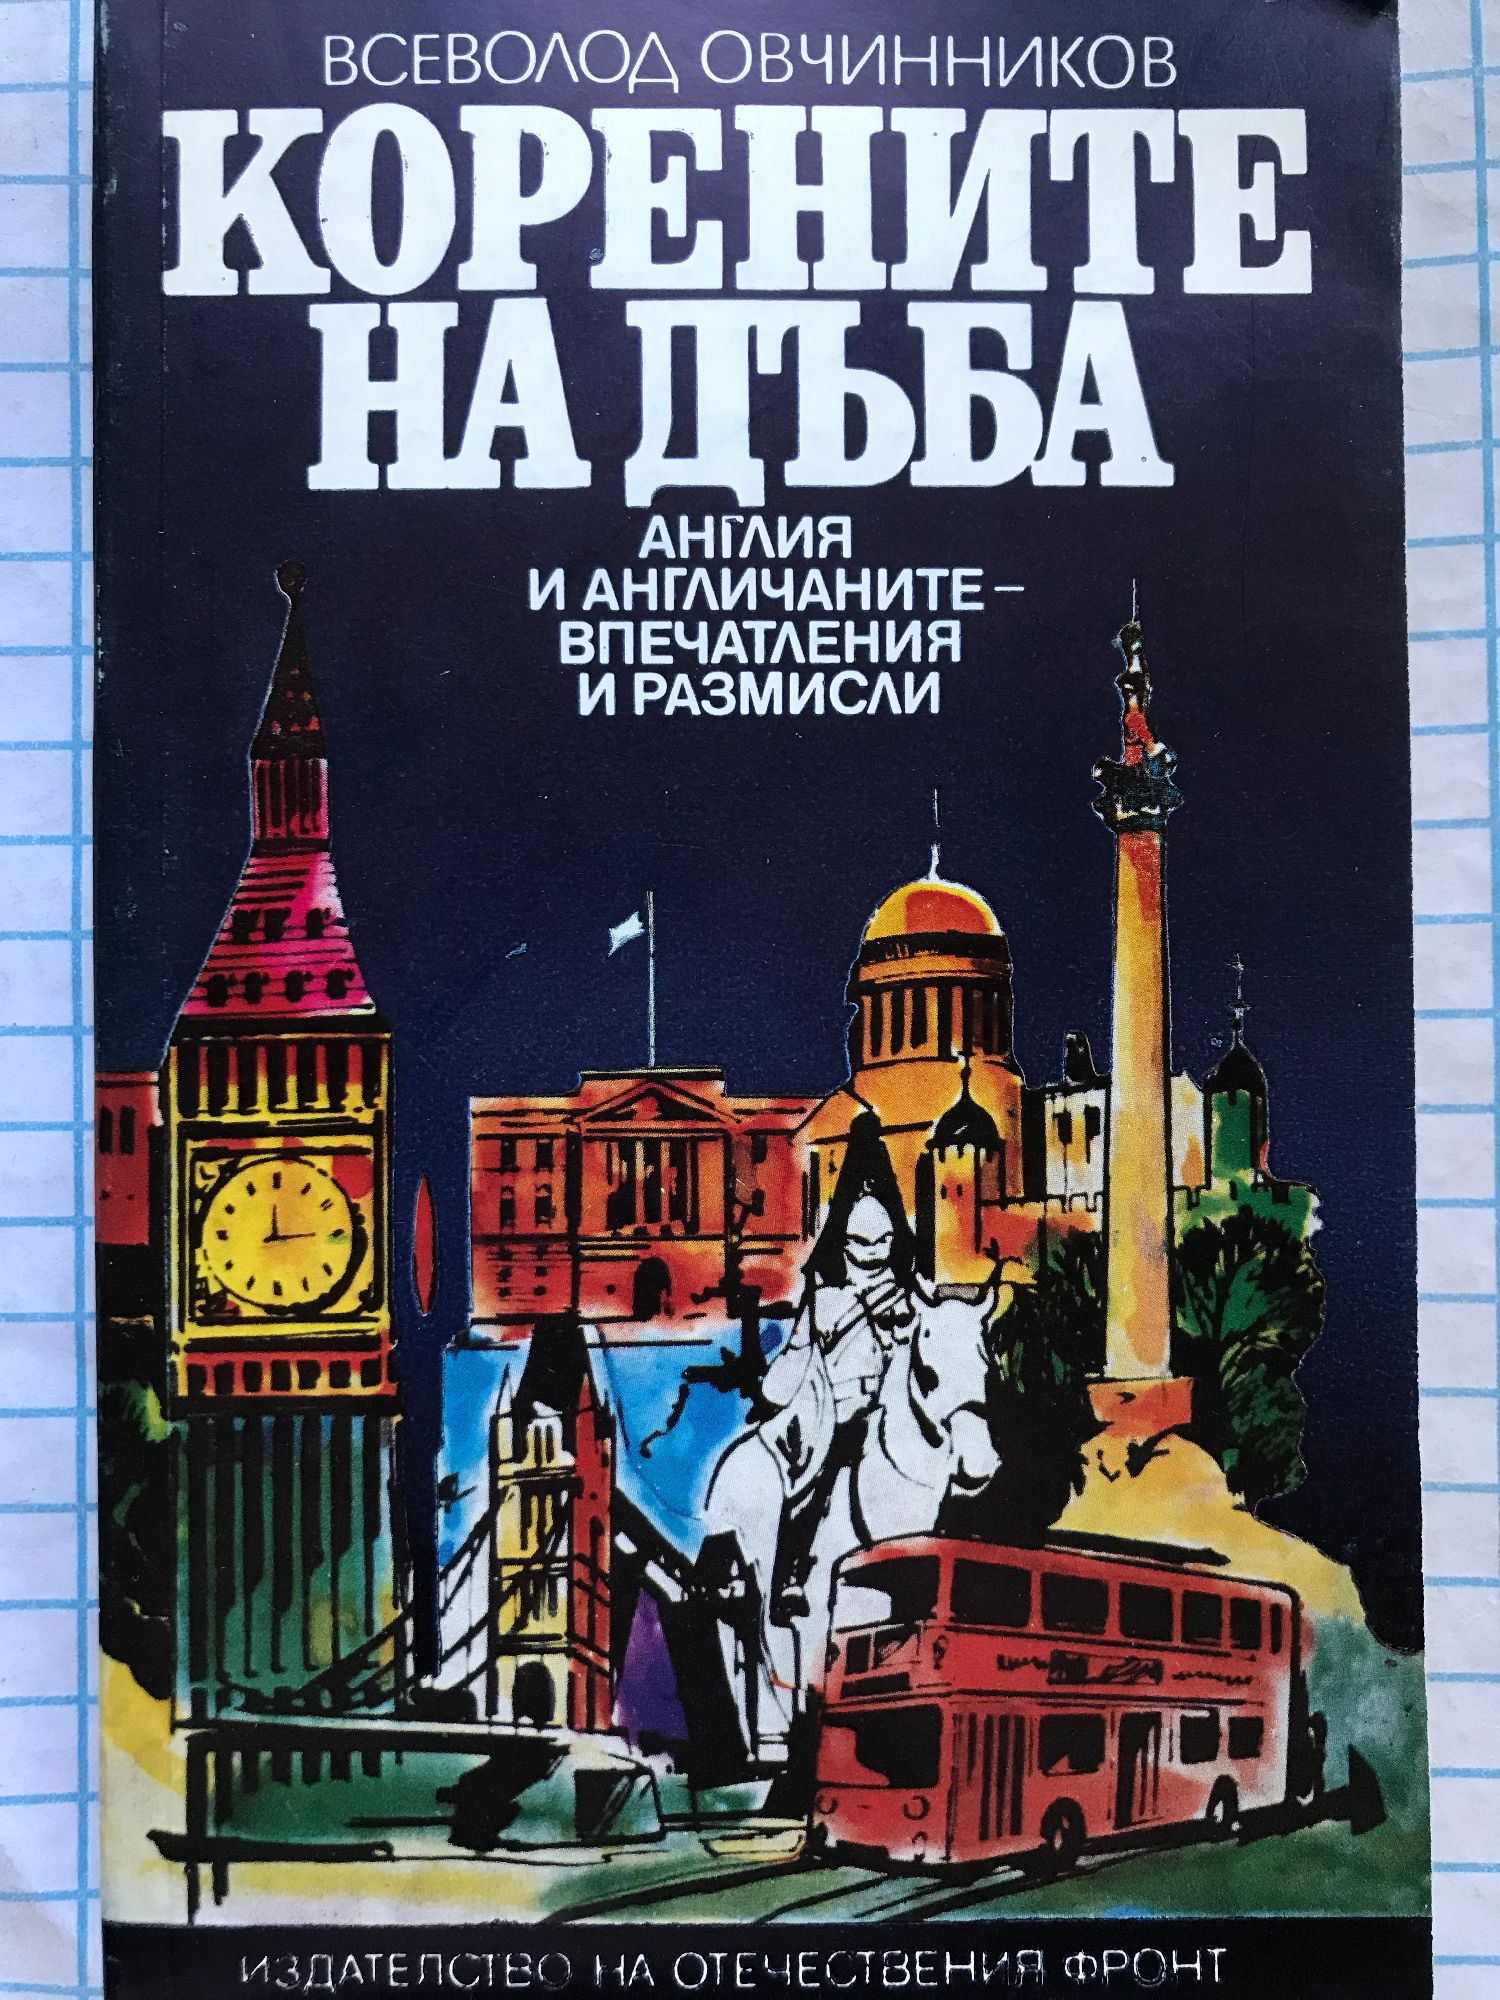 ВСЕВОЛОД ОВЧИННИКОВ
КОРЕНИТЕ
НА ДЪБА
АНГЛИЯ
И АНГЛИЧАНИТЕ –
ВПЕЧАТЛЕНИЯ
И РАЗМИСЛИ
ИЗДАТЕЛСТВО НА ОТЕЧЕСТВЕНИЯ ФРОНТ